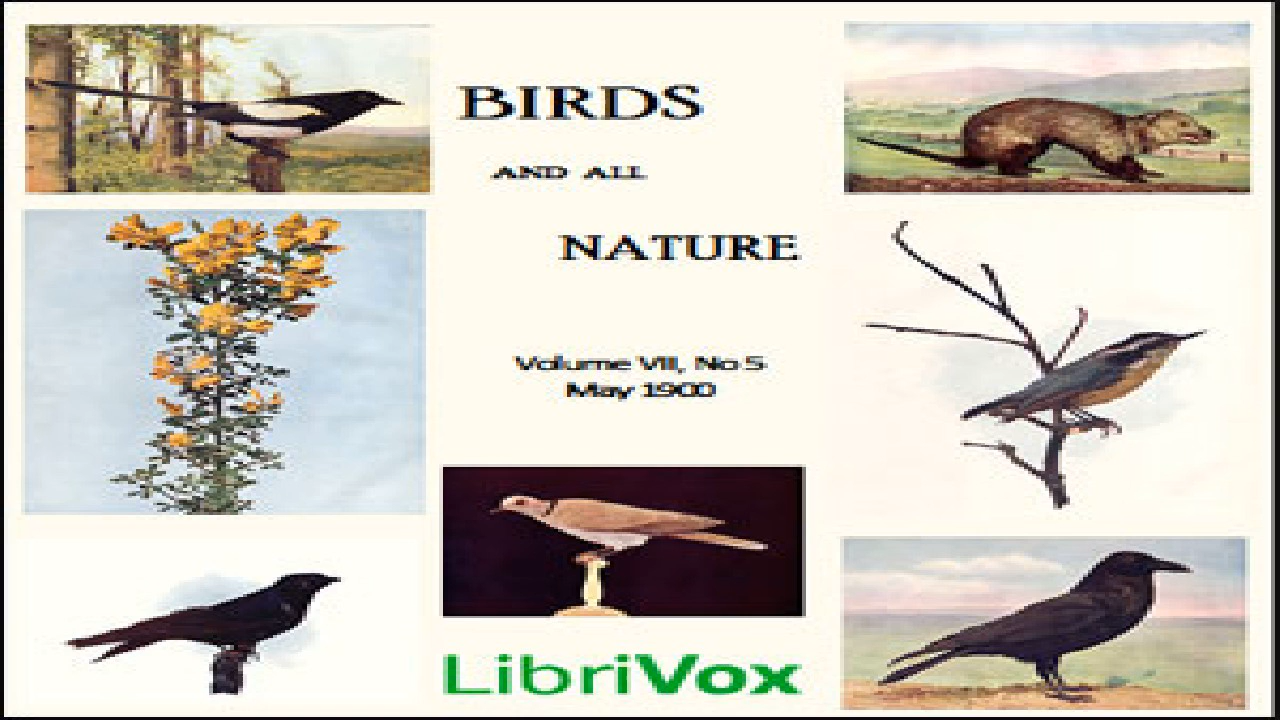 BIRDS
AND ALL
NATURE
Volume VII, No 5
May 1900
LibriVox